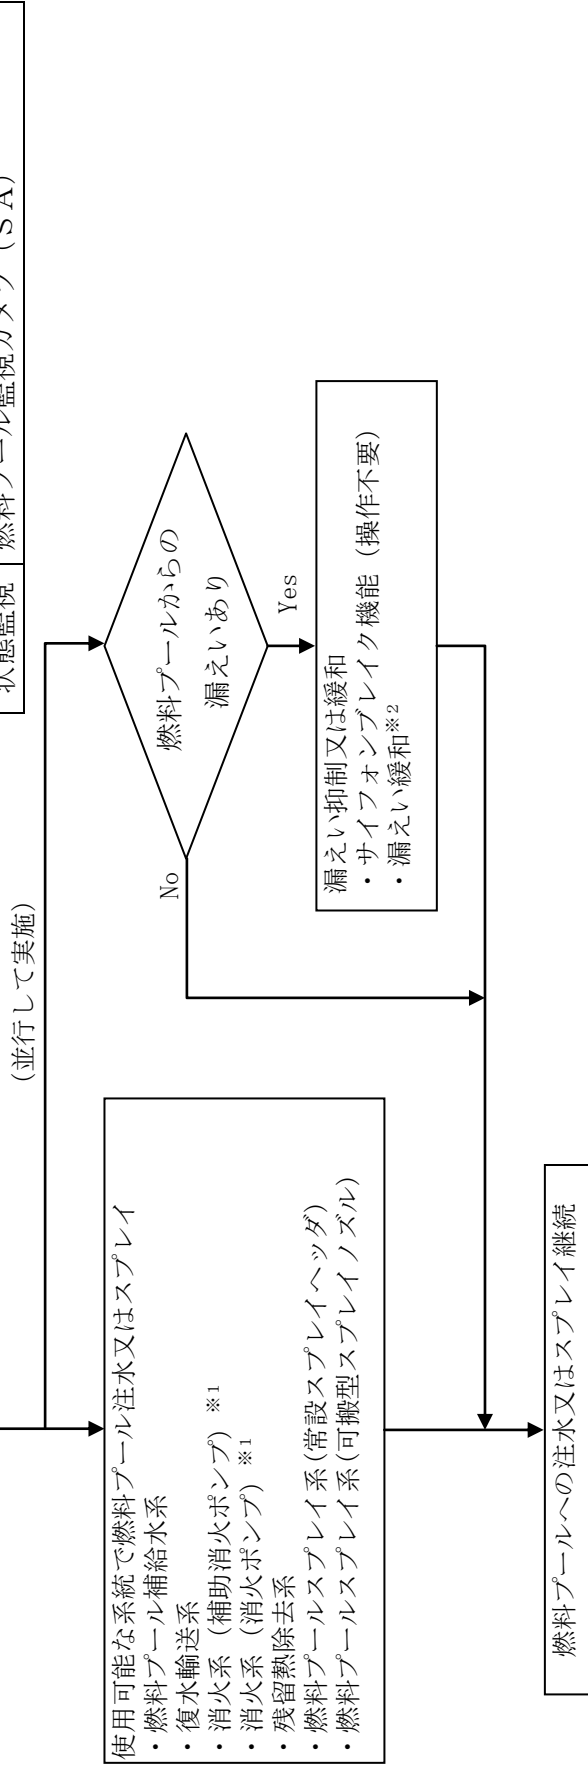 状態監視
燃料プール監視カメラ（ＳＡ）
(並行して実施)
使用可能な系統で燃料プール注水又はスプレイ
・燃料プール補給水系
・復水輸送系
・消火系（補助消火ポンプ）※1
・消火系（消火ポンプ）※1
・残留熱除去系
・燃料プールスプレイ系(常設スプレイヘッダ)
・燃料プールスプレイ系(可搬型スプレイノズル)
燃料プールからの
漏えいあり
No
Yes
漏えい抑制又は緩和
・サイフォンブレイク機能（操作不要）
・漏えい緩和※2
燃料プールへの注水又はスプレイ継続